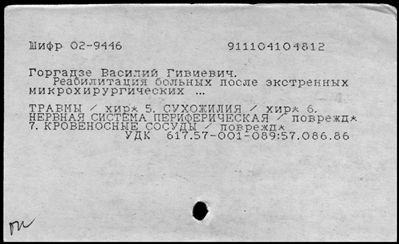 Шифр 02-9446 911104104812
Горгадзе Василий Гивиевич.
Реабилитация больных после экстренных
микрохирургических ...
ТРАВМЫ / хир* 5. СУХОЖИЛИЯ / хир* 6.
НЕРВНАЯ СИСТЕМА ПЕРИФЕРИЧЕСКАЯ / поврежд*
7. КРОВЕНОСНЫЕ СОСУДЫ / поврежд*
УДК 617.57-001-089:57.086.86